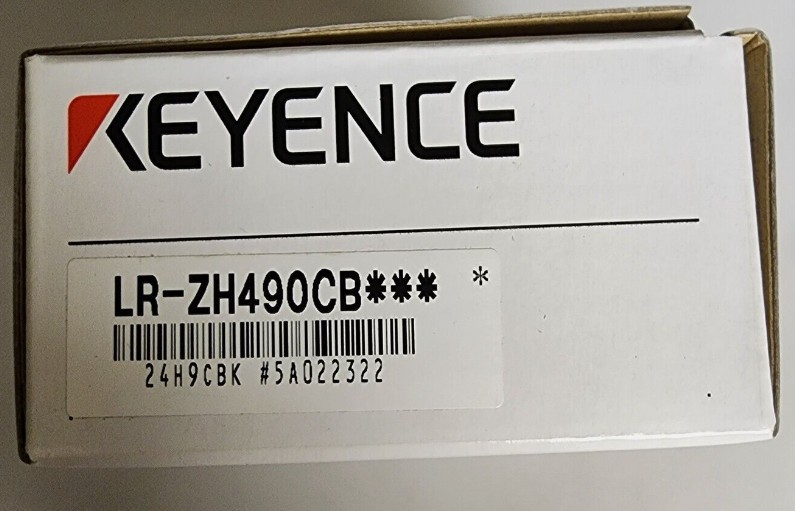 KEYENCE
LR-ZH490CB*** *
24H9CBK #5A022322